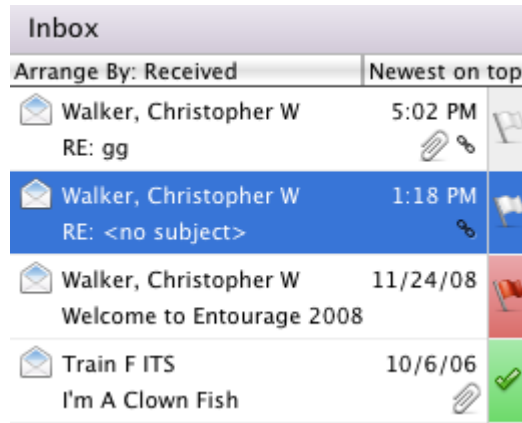 Inbox
Arrange By: Received Newest on top
Walker, Christopher W 5:02 PM
RE: gg
Walker, Christopher W 1:18 PM
RE: <no subject>
Walker, Christopher W 11/24/08
Welcome to Entourage 2008
Train F ITS 10/6/06
I'm A Clown Fish